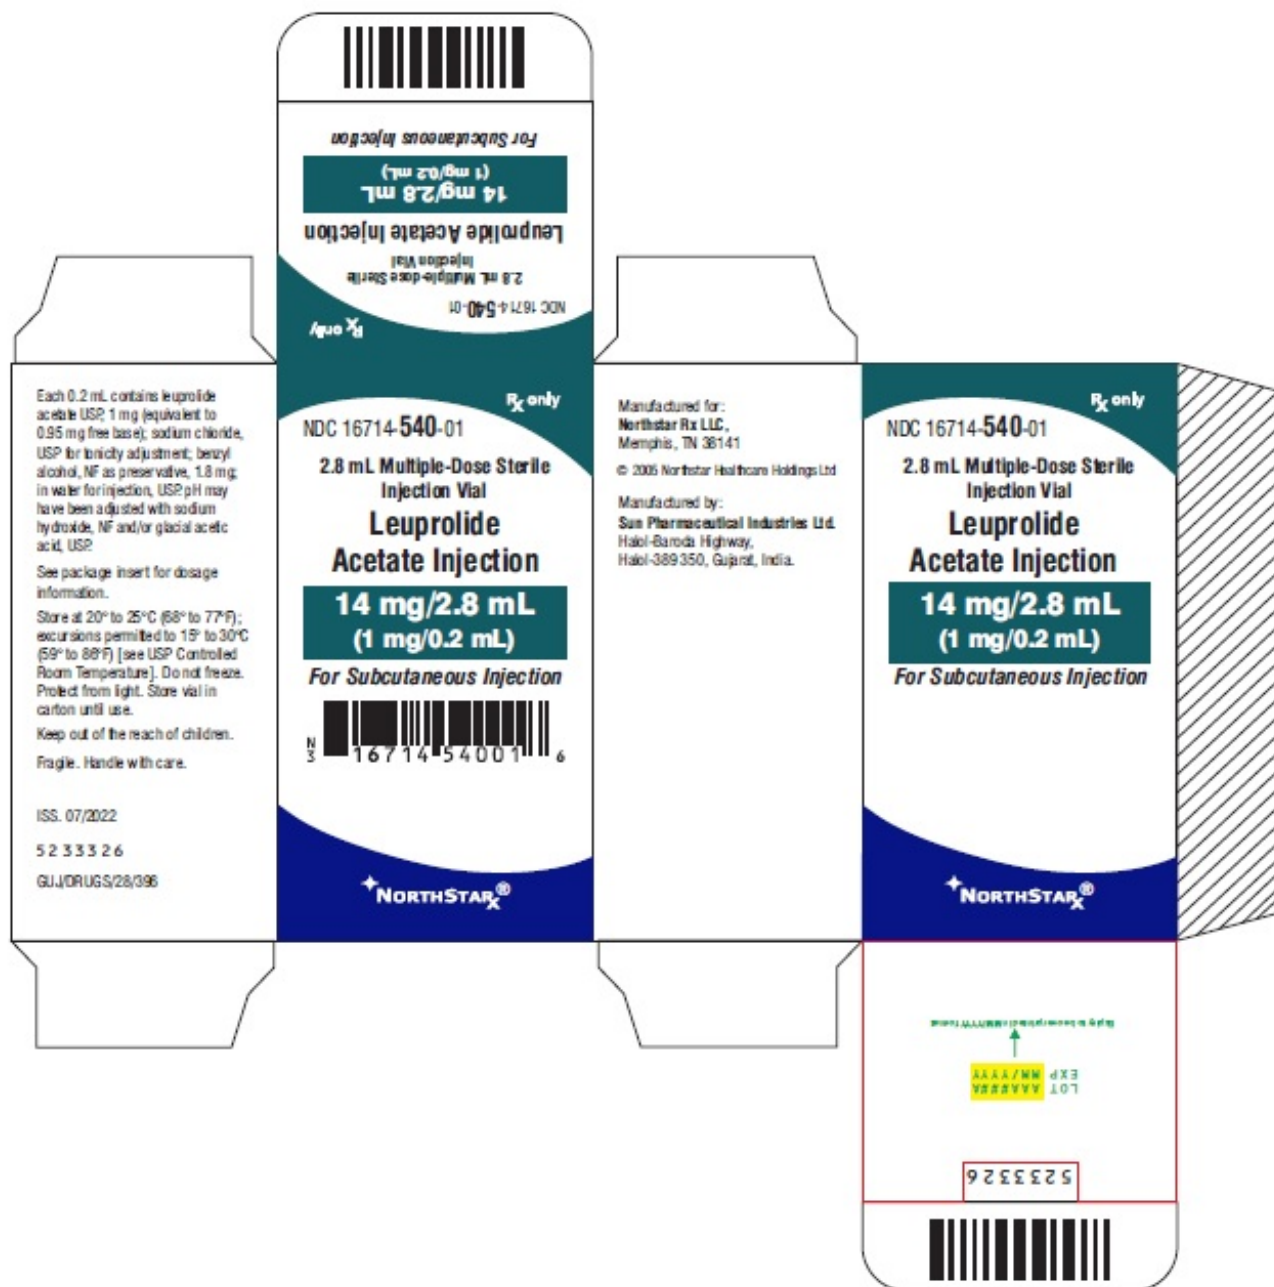 For Subcutaneous Injection
14 mg/2.8 mL
(1 mg/0.2 mL)
Leuprolide Acetate Injection
2.8 mL Multiple-dose Sterile
Injection Vial
NDC 16714-540-01
Rx only
Each 0.2 mL contains leuprolide
acetate USP, 1 mg (equivalent to
0.95 mg free base); sodium chloride,
USP for tonicity adjustment; benzyl
alcohol, NF as preservative, 1.8 mg;
in water for injection, USP. pH may
have been adjusted with sodium
hydroxide, NF and/or glacial acetic
acid, USP.
See package insert for dosage
information.
Store at 20° to 25°C (68° to 77°F);
excursions permitted to 15° to 30°C
(59° to 86°F) [see USP Controlled
Room Temperature]. Do not freeze.
Protect from light. Store vial in
carton until use.
Keep out of the reach of children.
Fragile. Handle with care.
ISS. 07/2022
5233326
GUJ/DRUGS/28/396
Rx only
NDC 16714-540-01
2.8 mL Multiple-Dose Sterile
Injection Vial
Leuprolide
Acetate Injection
14 mg/2.8 mL
(1 mg/0.2 mL)
For Subcutaneous Injection
N
3 16714 54001 6
NORTHSTARx®
Manufactured for:
Northstar Rx LLC,
Memphis, TN 38141
© 2005 Northstar Healthcare Holdings Ltd
Manufactured by:
Sun Pharmaceutical Industries Ltd.
Halol-Baroda Highway,
Halol-389350, Gujarat, India.
Rx only
NDC 16714-540-01
2.8 mL Multiple-Dose Sterile
Injection Vial
Leuprolide
Acetate Injection
14 mg/2.8 mL
(1 mg/0.2 mL)
For Subcutaneous Injection
NORTHSTARx®
5233326
LOT AAA####A
EXP MM/YYYY